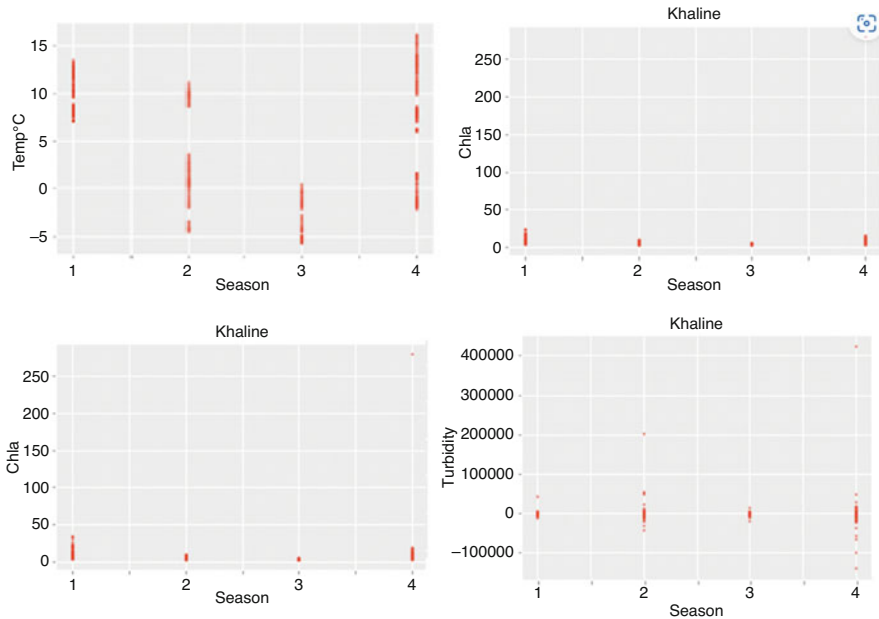 15
10
5
0
–5
Temp°C
1 2 3 4
Season
Khaline
250
200
150
100
50
0
Chla
1 2 3 4
Season
Khaline
250
200
150
100
50
0
Chla
1 2 3 4
Season
Khaline
400000
300000
200000
100000
0
–100000
Turbidity
1 2 3 4
Season